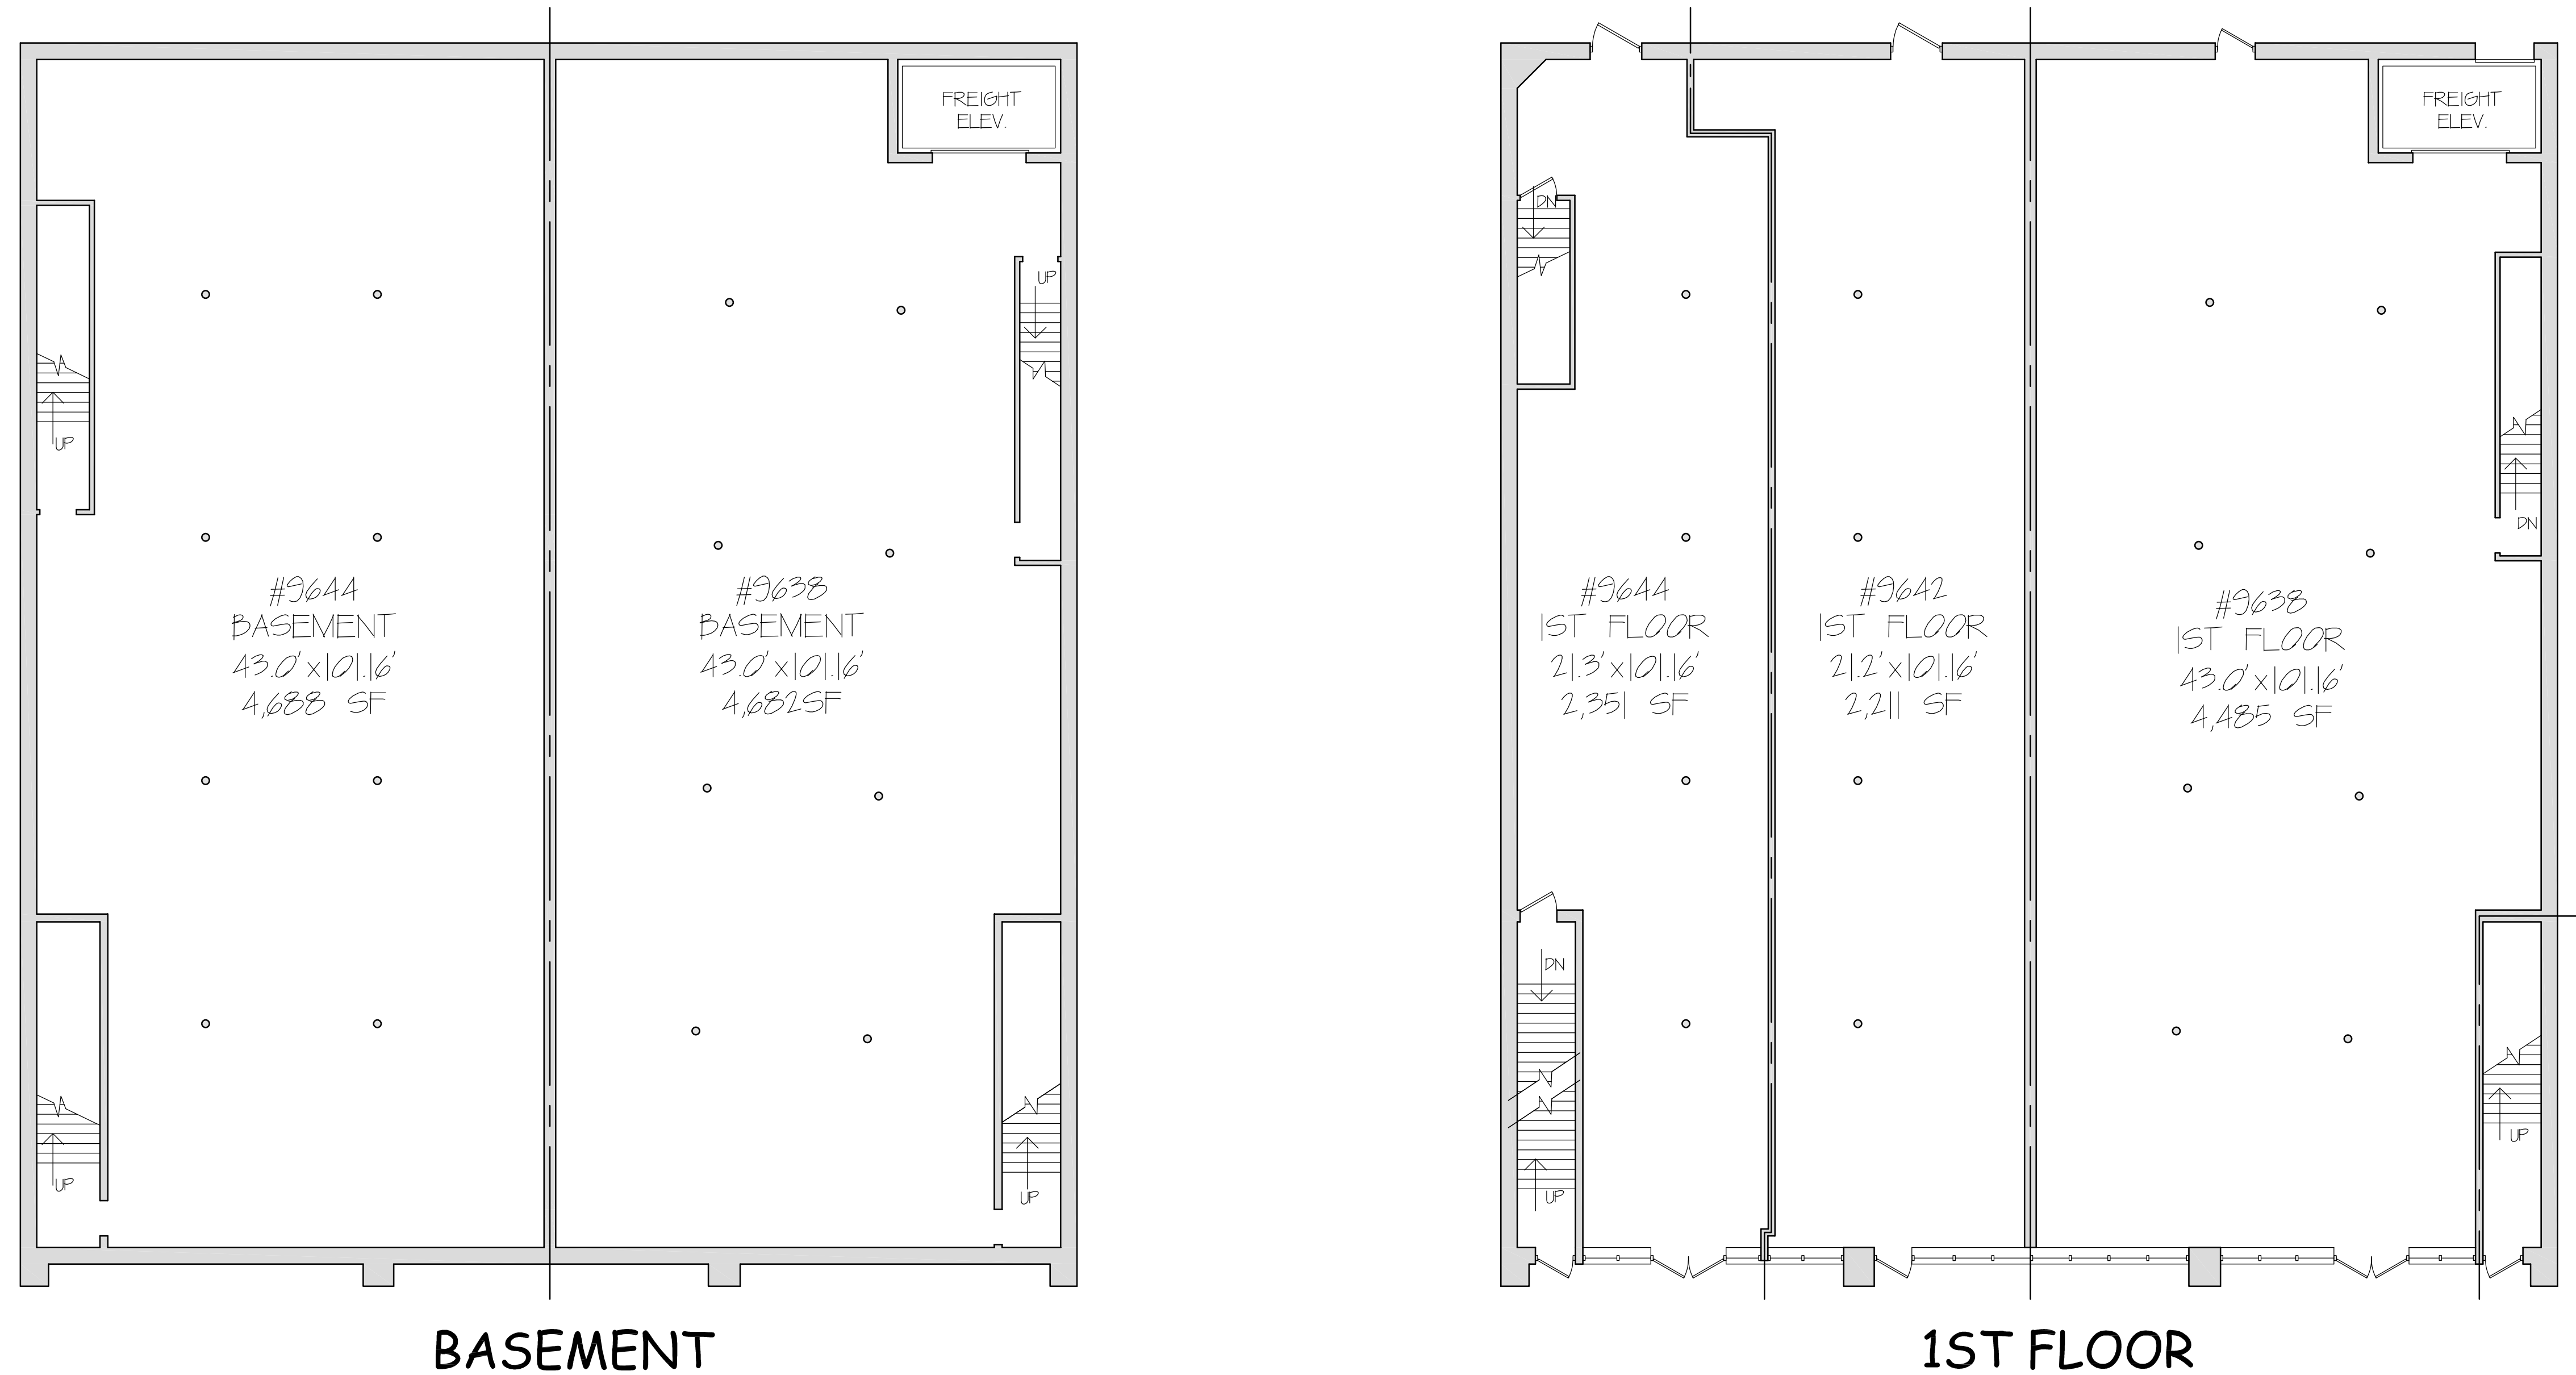 FREIGHT
ELEV.
UP
UP
#9644
BASEMENT
43.0'x101.16'
4,688 SF
#9638
BASEMENT
43.0'x101.16'
4,682SF
UP
UP
BASEMENT
FREIGHT
ELEV.
DN
DN
#9644
1ST FLOOR
21.3'x101.16'
2,351 SF
#9642
1ST FLOOR
21.2'x101.16'
2,211 SF
#9638
1ST FLOOR
43.0'x101.16'
4,485 SF
DN
UP
UP
1ST FLOOR